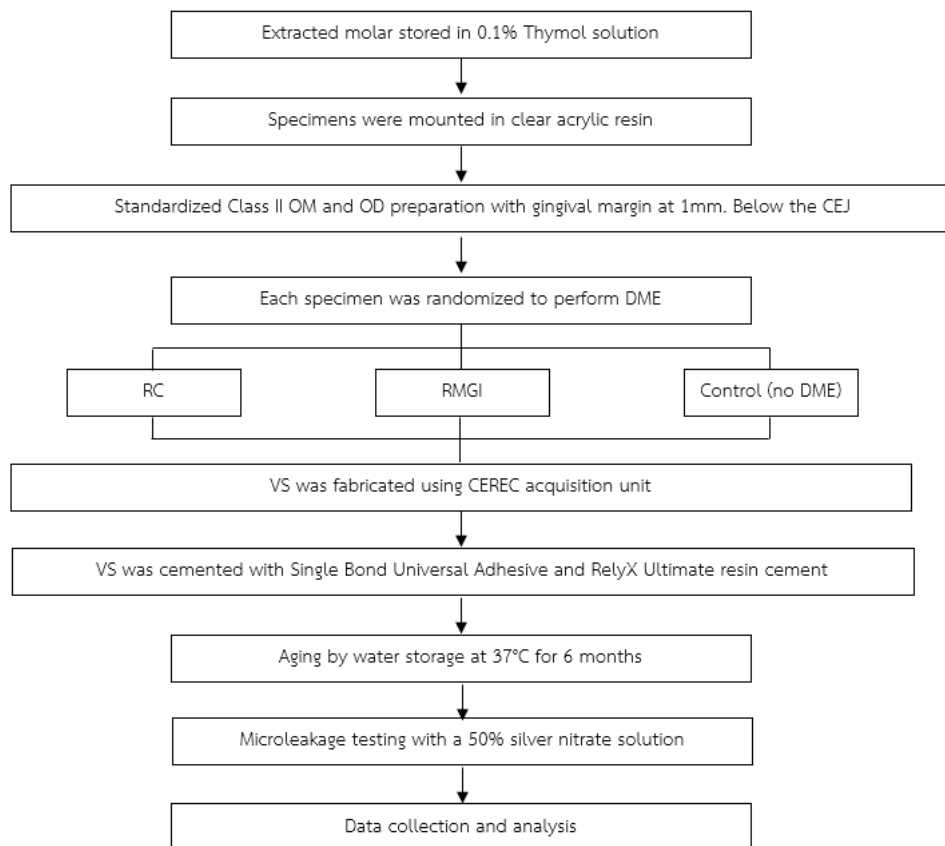 Extracted molar stored in 0.1% Thymol solution
Specimens were mounted in clear acrylic resin
Standardized Class II OM and OD preparation with gingival margin at 1mm. Below the CEJ
Each specimen was randomized to perform DME
RC
RMGI
Control (no DME)
VS was fabricated using CEREC acquisition unit
VS was cemented with Single Bond Universal Adhesive and RelyX Ultimate resin cement
Aging by water storage at 37°C for 6 months
Microleakage testing with a 50% silver nitrate solution
Data collection and analysis